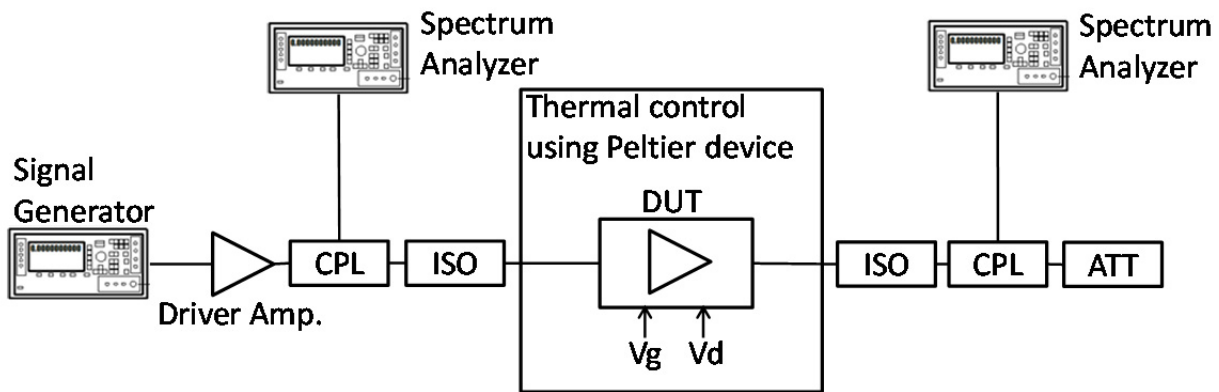 Spectrum
Analyzer
Spectrum
Analyzer
Thermal control
using Peltier device
Signal
Generator
DUT
CPL
ISO
ISO
CPL
ATT
Driver Amp.
Vg
Vd